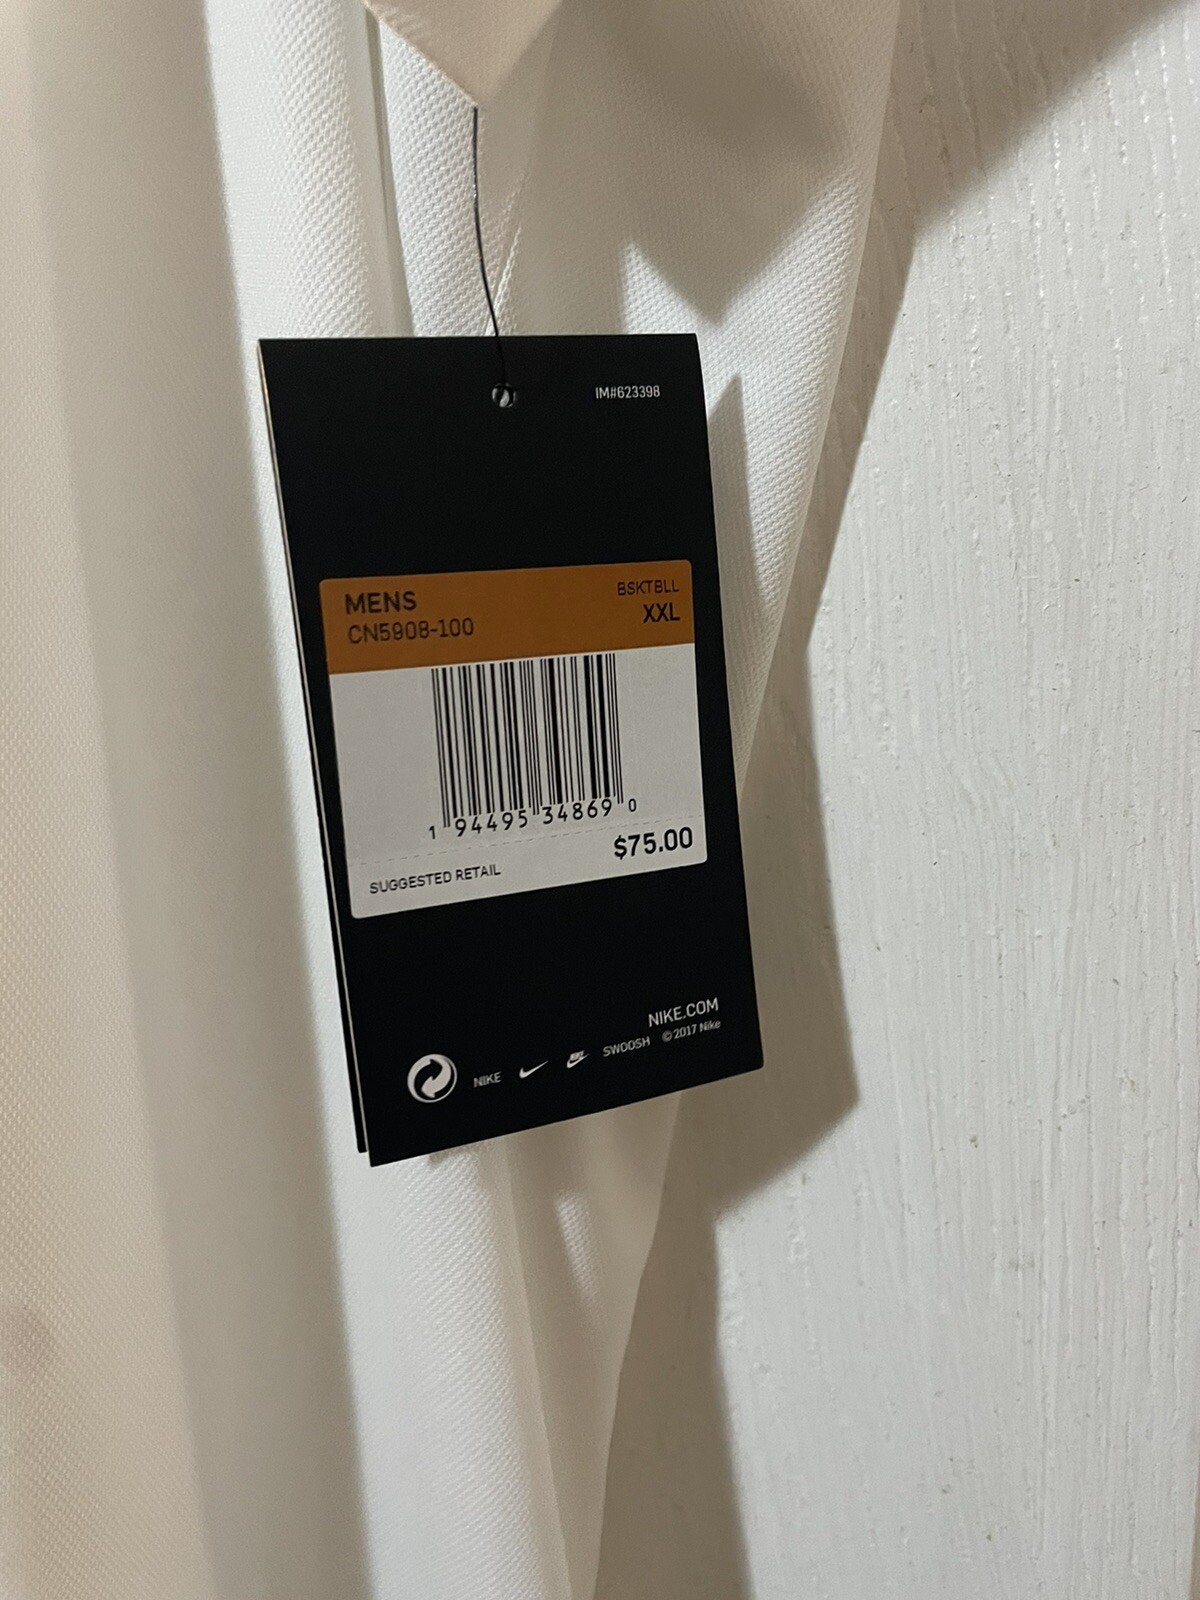 IM#623398
MENS
BSKTBLL
CN5908-100
XXL
1 94495 34869 0
SUGGESTED RETAIL
$75.00
NIKE.COM
NIKE NIKE SWOOSH © 2017 Nike